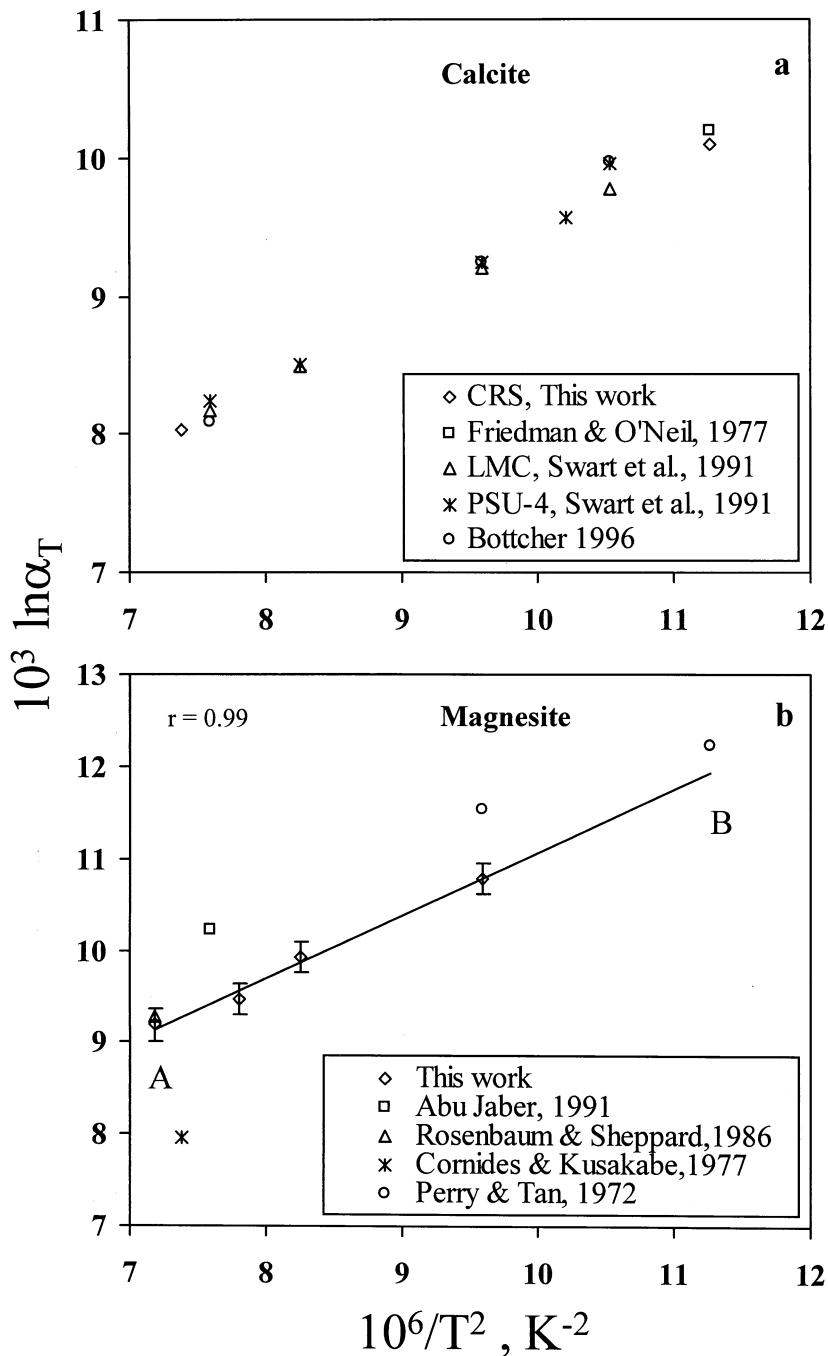 11
10
9
8
7
Calcite
a
CRS, This work
Friedman & O'Neil, 1977
LMC, Swart et al., 1991
PSU-4, Swart et al., 1991
Bottcher 1996
7 8 9 10 11 12
10³ lnα_T
13
12
11
10
9
8
7
r = 0.99
Magnesite
b
B
A
This work
Abu Jaber, 1991
Rosenbaum & Sheppard,1986
Cornides & Kusakabe,1977
Perry & Tan, 1972
7 8 9 10 11 12
10⁶/T² , K⁻²